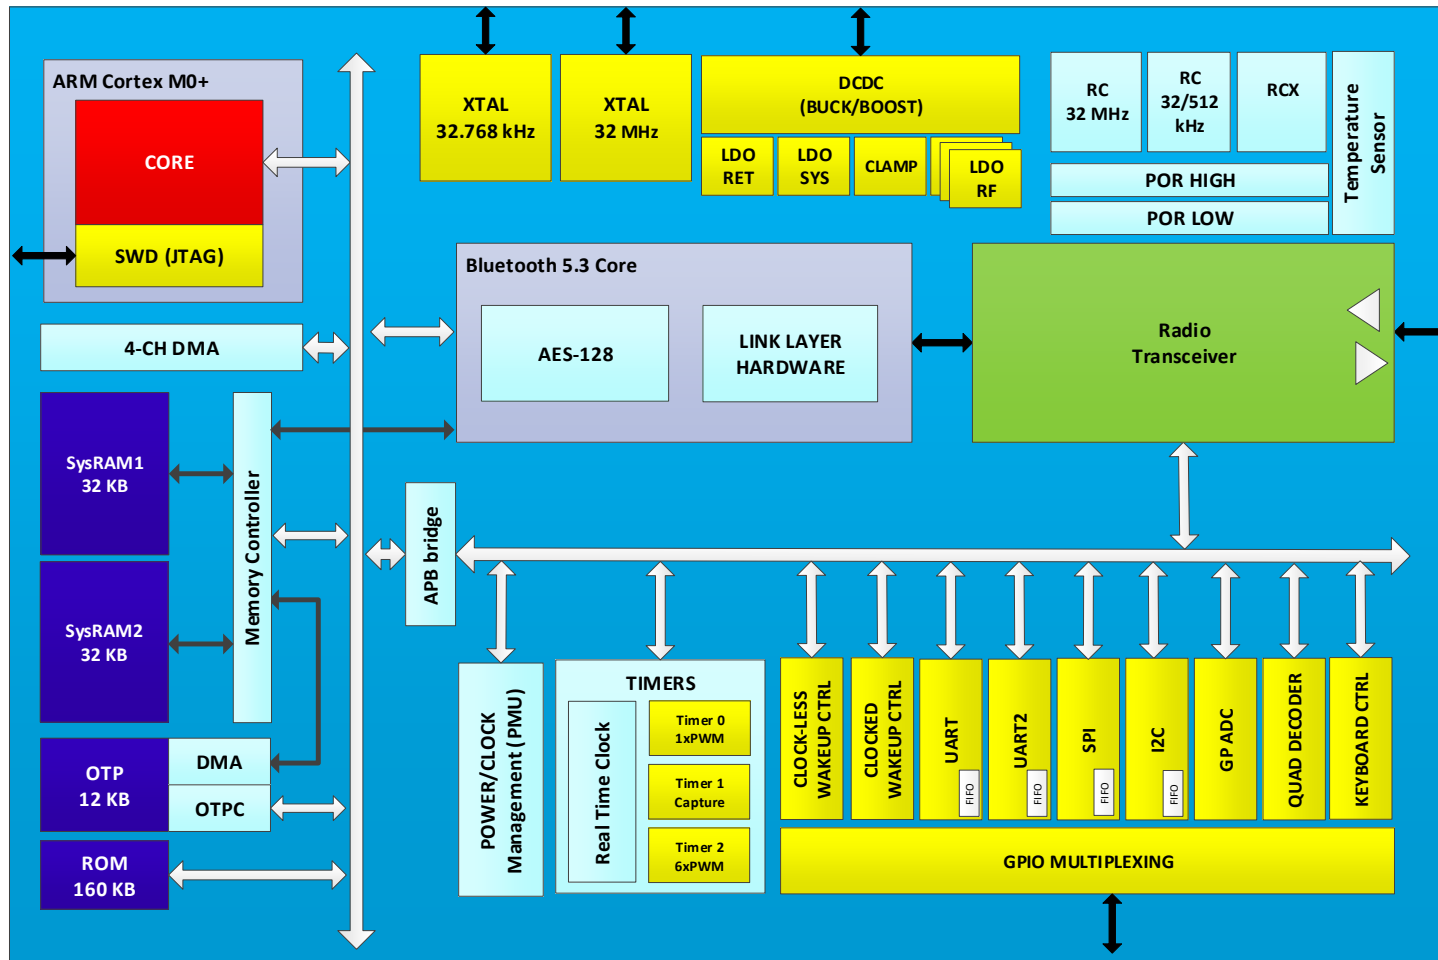 ARM Cortex M0+
CORE
SWD (JTAG)
4-CH DMA
SysRAM1
32 KB
SysRAM2
32 KB
Memory Controller
OTP
12 KB
DMA
OTPC
ROM
160 KB
XTAL
32.768 kHz
XTAL
32 MHz
DCDC
(BUCK/BOOST)
LDO
RET
LDO
SYS
CLAMP
LDO
RF
RC
32 MHz
RC
32/512
kHz
RCX
POR HIGH
POR LOW
Temperature
Sensor
Bluetooth 5.3 Core
AES-128
LINK LAYER
HARDWARE
Radio
Transceiver
APB bridge
POWER/CLOCK
Management (PMU)
TIMERS
Real Time Clock
Timer 0
1xPWM
Timer 1
Capture
Timer 2
6xPWM
CLOCK-LESS
WAKEUP CTRL
CLOCKED
WAKEUP CTRL
UART
FIFO
UART2
FIFO
SPI
FIFO
I2C
FIFO
GP ADC
QUAD DECODER
KEYBOARD CTRL
GPIO MULTIPLEXING